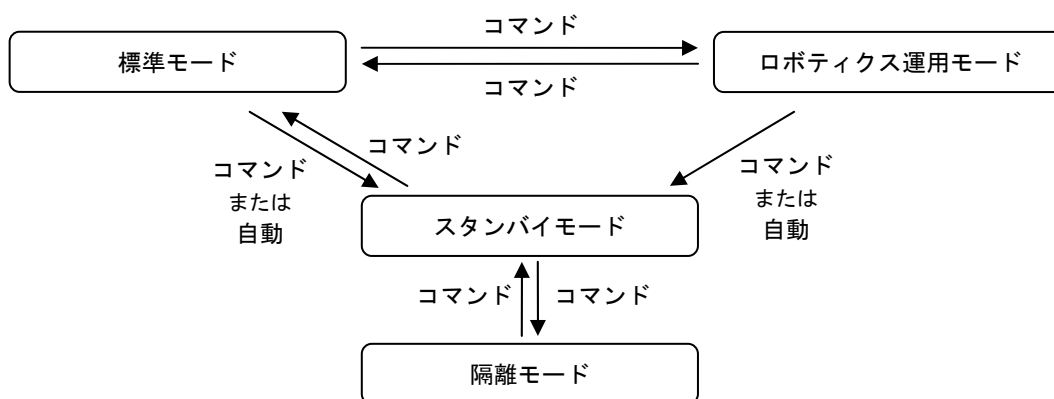 コマンド
標準モード
ロボティクス運用モード
コマンド
コマンド
コマンド
または
自動
コマンド
または
自動
スタンバイモード
コマンド
コマンド
隔離モード